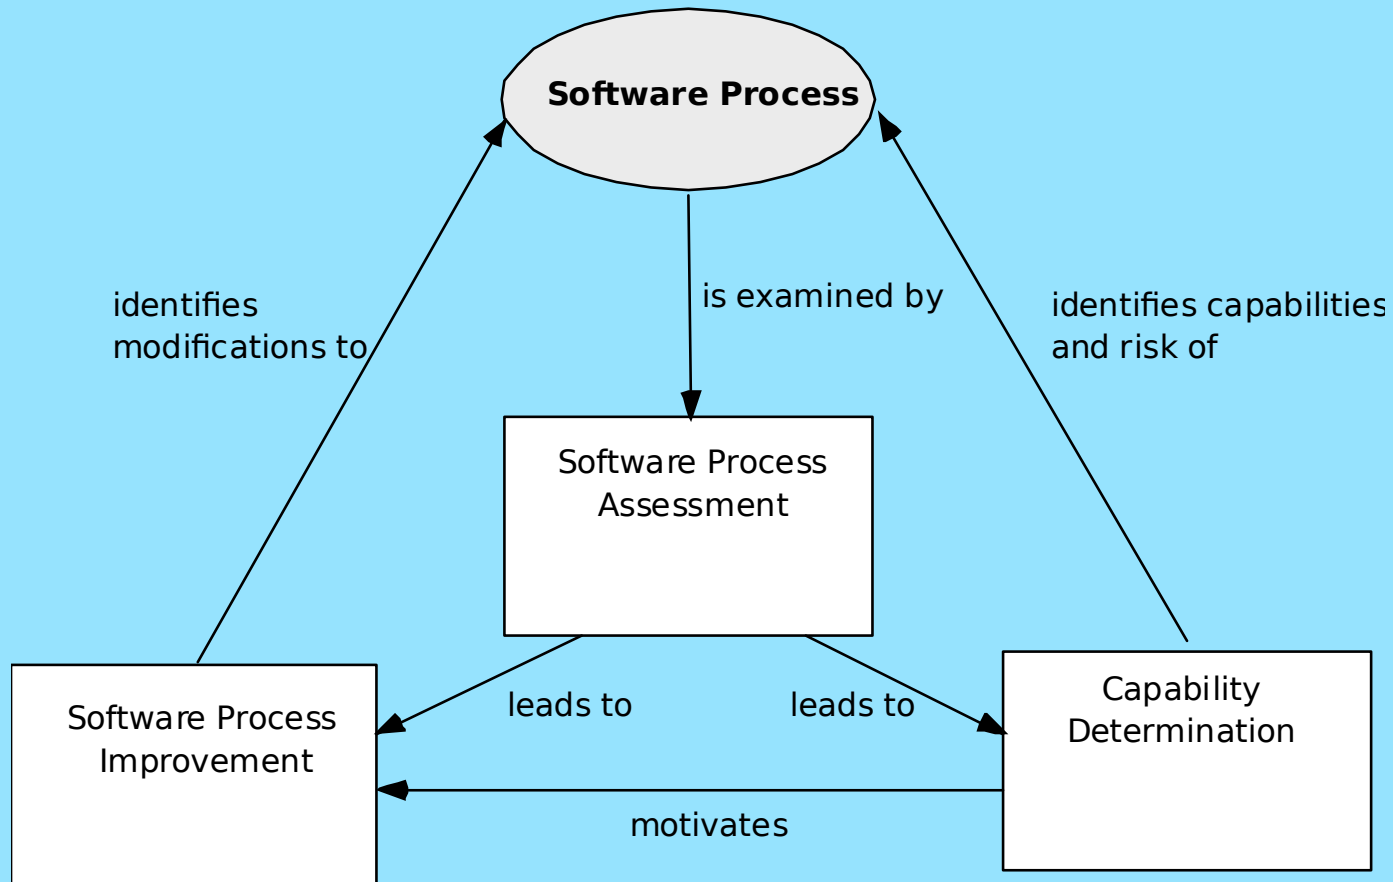 Software Process
identifies
modifications to
is examined by
identifies capabilities
and risk of
Software Process
Assessment
leads to
leads to
Software Process
Improvement
Capability
Determination
motivates